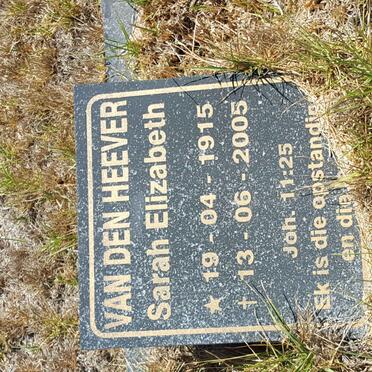 VAN DEN HEEVER
Sarah Elizabeth
★ 19 - 04 - 1915
† 13 - 06 - 2005
Joh. 11:25
Ek is die opstandin
en die